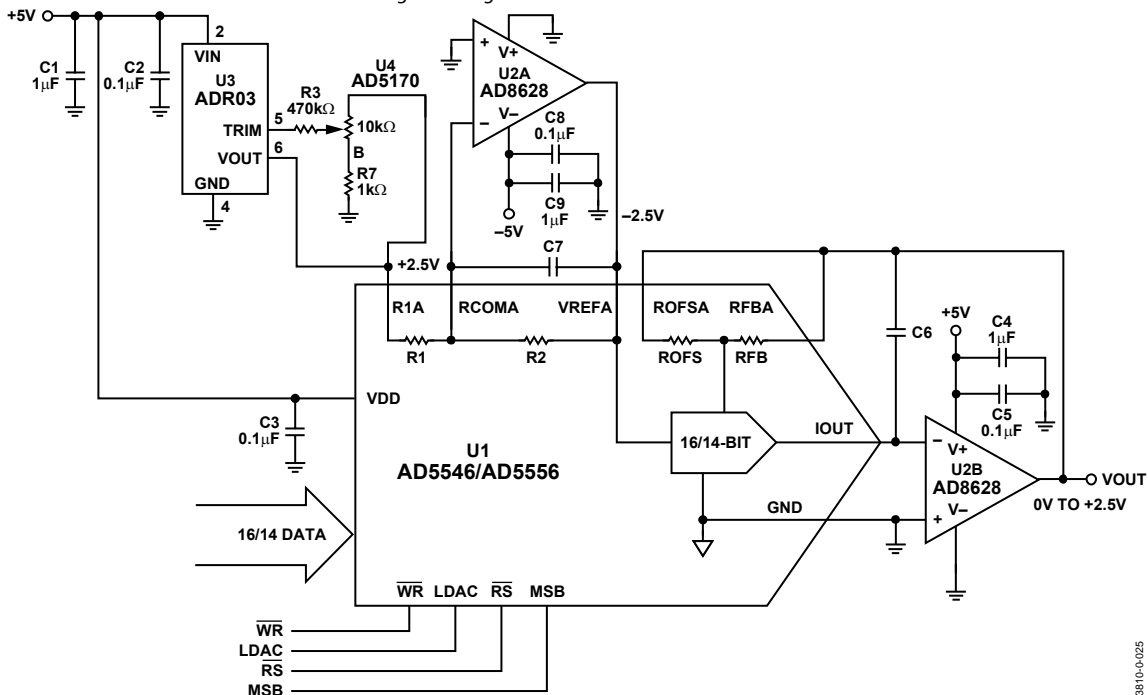 +5V
C1
1µF
C2
0.1µF
2
VIN
U3
ADR03
TRIM
5
VOUT
6
GND
4
R3
470kΩ
U4
AD5170
10kΩ
B
R7
1kΩ
+
V+
U2A
AD8628
V–
–
C8
0.1µF
C9
1µF
–5V
–2.5V
C7
+2.5V
R1A
RCOMA
VREFA
ROFSA
RFBA
R1
R2
ROFS
RFB
C6
+5V
C4
1µF
C5
0.1µF
VDD
C3
0.1µF
U1
AD5546/AD5556
16/14-BIT
IOUT
GND
–
V+
U2B
AD8628
+
V–
VOUT
0V TO +2.5V
16/14 DATA
WR LDAC RS MSB
WR
LDAC
RS
MSB
3810-0-025